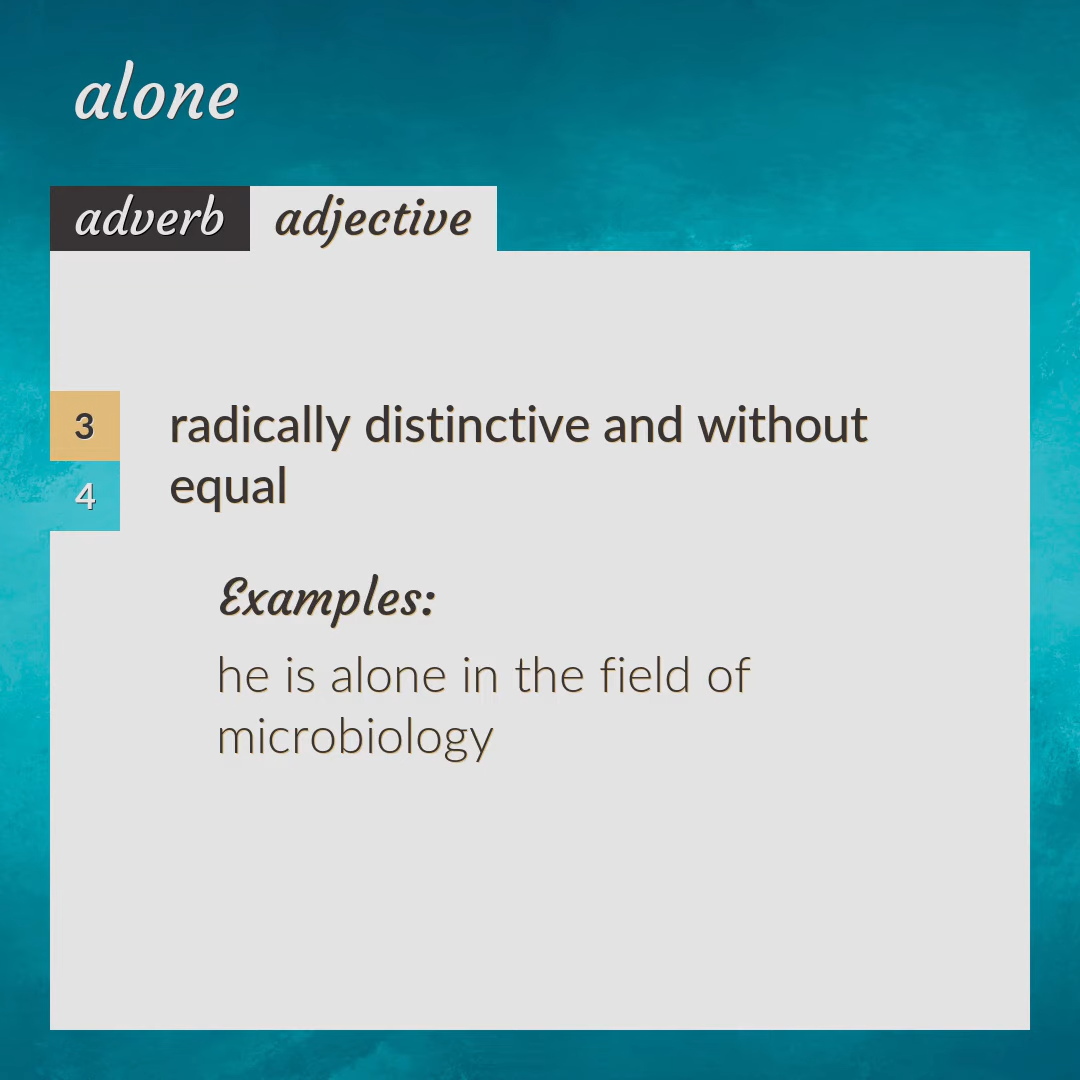 alone
adverb adjective
3 radically distinctive and without
4 equal
Examples:
he is alone in the field of
microbiology